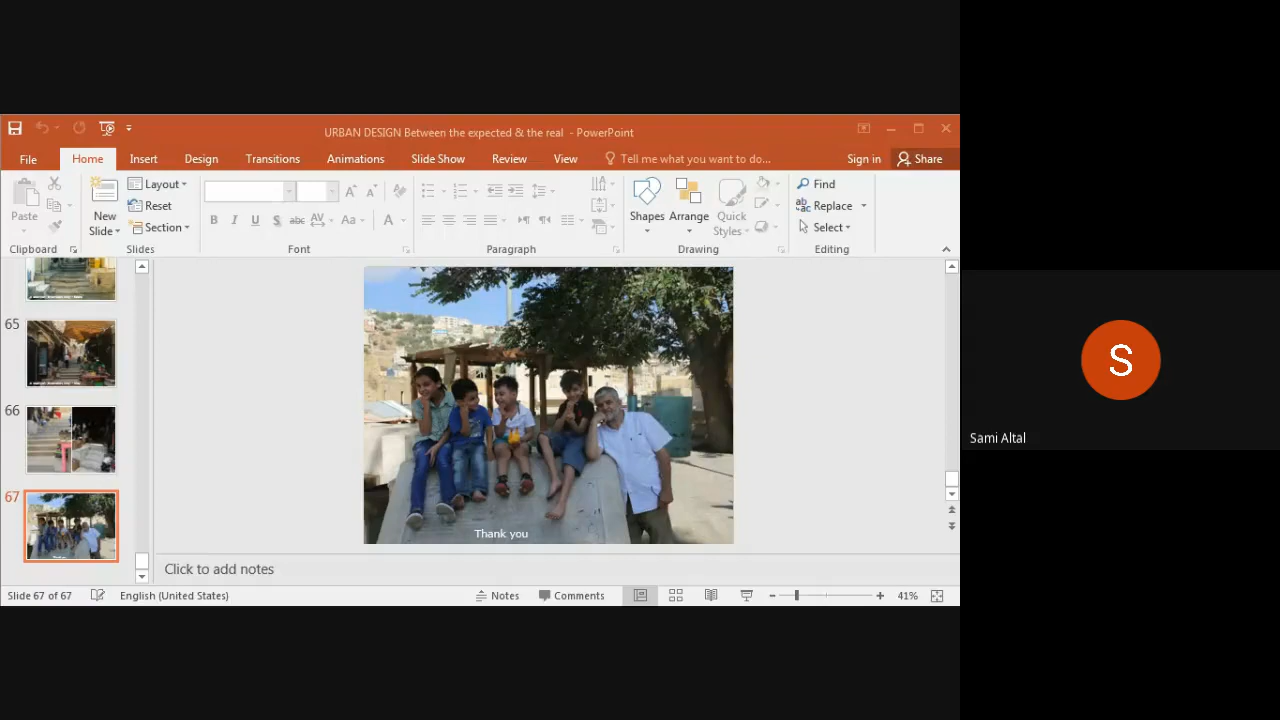 URBAN DESIGN Between the expected & the real - PowerPoint
File Home Insert Design Transitions Animations Slide Show Review View Tell me what you want to do... Sign in Share
Paste
Clipboard
New Slide
Layout
Reset
Section
Slides
B I U S abc AV Aa A
Font
Paragraph
Shapes
Arrange
Quick Styles
Drawing
Find
Replace
Select
Editing
65
66
67
Thank you
Click to add notes
Slide 67 of 67 English (United States) Notes Comments 41%
S
Sami Altal